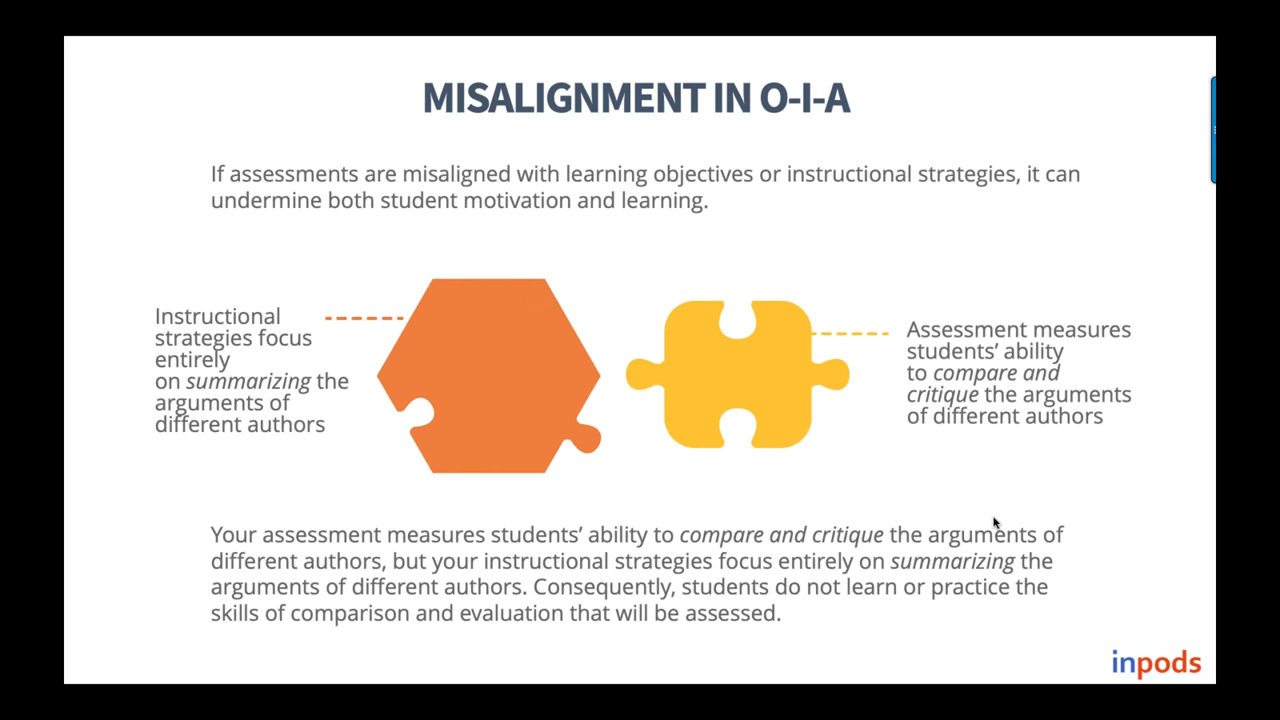 MISALIGNMENT IN O-I-A
If assessments are misaligned with learning objectives or instructional strategies, it can
undermine both student motivation and learning.
Instructional
strategies focus
entirely
on summarizing the
arguments of
different authors
Assessment measures
students’ ability
to compare and
critique the arguments
of different authors
Your assessment measures students’ ability to compare and critique the arguments of
different authors, but your instructional strategies focus entirely on summarizing the
arguments of different authors. Consequently, students do not learn or practice the
skills of comparison and evaluation that will be assessed.
inpods